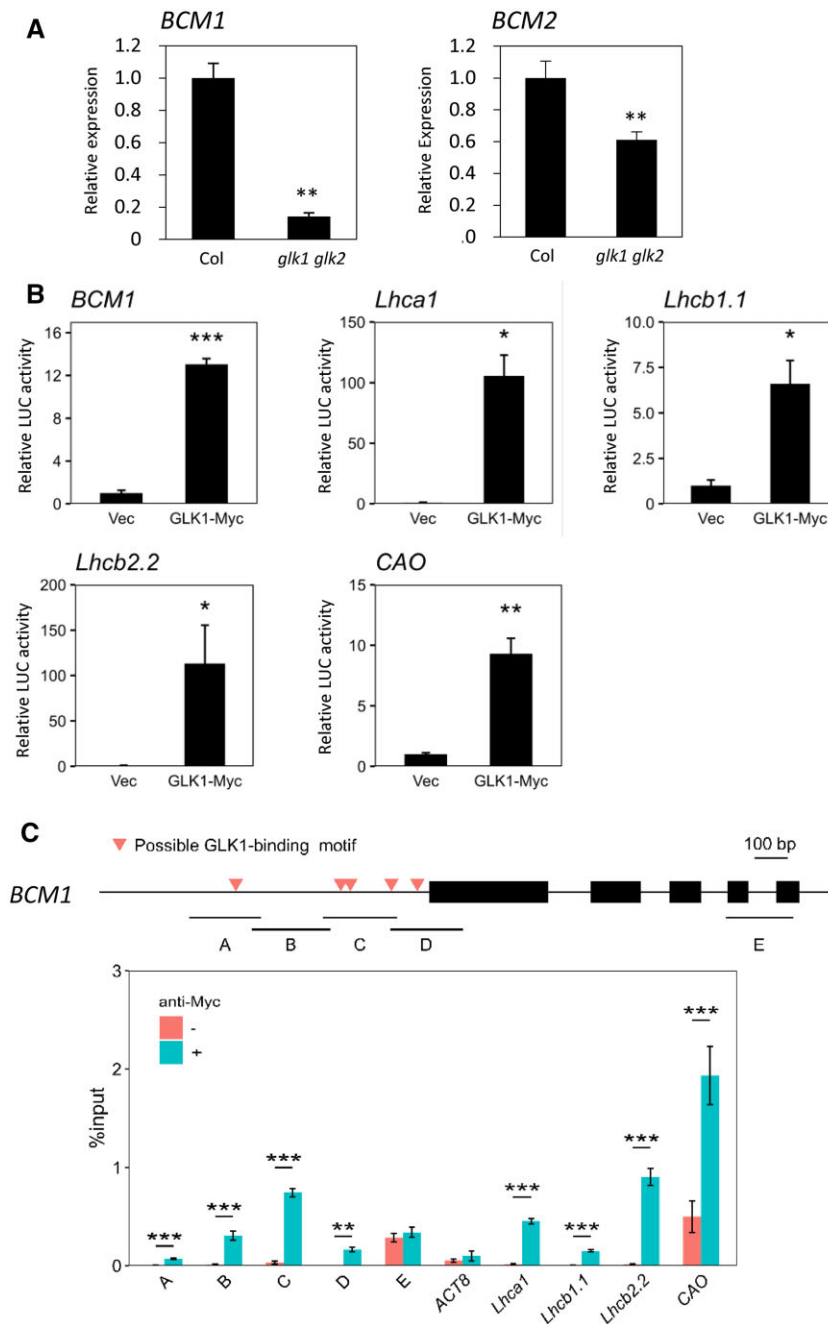 A
BCM1
Relative expression
1.2
1.0
0.8
0.6
0.4
0.2
0
**
Col
glk1 glk2
BCM2
Relative Expression
1.2
1.0
0.8
0.6
0.4
0.2
.0
**
Col
glk1 glk2
B
BCM1
Relative LUC activity
16
12
8
4
0
***
Vec
GLK1-Myc
Lhca1
Relative LUC activity
150
100
50
0
*
Vec
GLK1-Myc
Lhcb1.1
Relative LUC activity
10.0
7.5
5.0
2.5
0
*
Vec
GLK1-Myc
Lhcb2.2
Relative LUC activity
200
150
100
50
0
*
Vec
GLK1-Myc
CAO
Relative LUC activity
15
10
5
0
**
Vec
GLK1-Myc
C
Possible GLK1-binding motif
100 bp
BCM1
A
B
C
D
E
%input
3
2
1
0
anti-Myc
-
+
***
***
***
**
***
***
***
***
A
B
C
D
E
ACT8
Lhca1
Lhcb1.1
Lhcb2.2
CAO